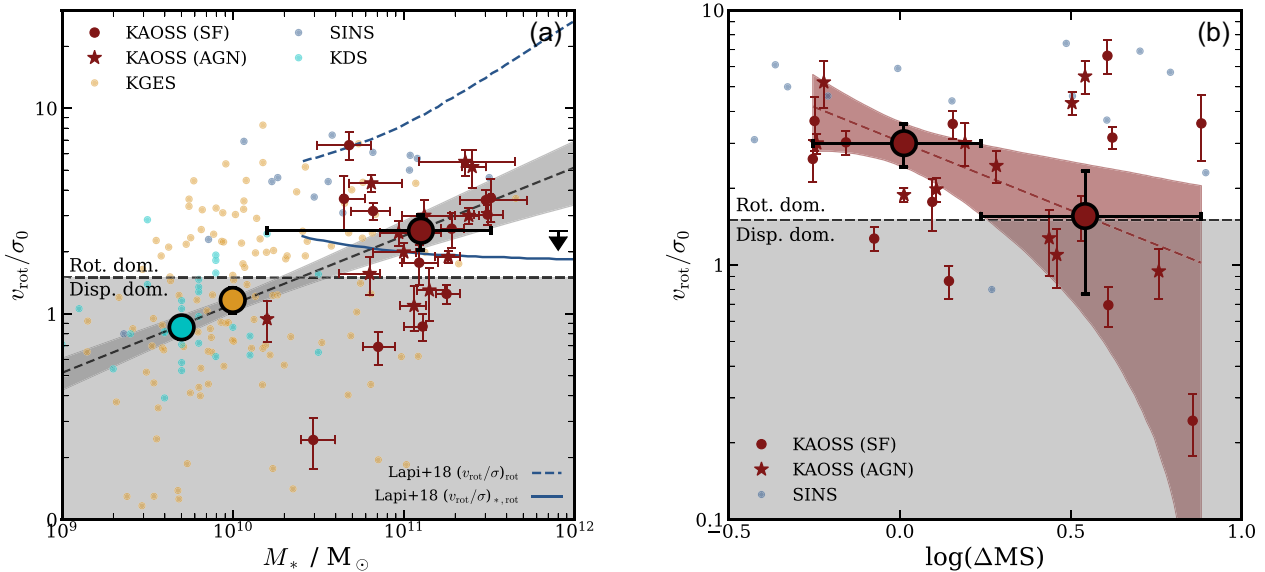 (a)
KAOSS (SF)
KAOSS (AGN)
KGES
SINS
KDS
Rot. dom.
Disp. dom.
Lapi+18 (v_rot/σ)_rot
Lapi+18 (v_rot/σ)_{*,rot}
10
1
0
10^9
10^10
10^11
10^12
v_rot/σ_0
M_* / M_⊙
(b)
Rot. dom.
Disp. dom.
KAOSS (SF)
KAOSS (AGN)
SINS
10
1
0.1
−0.5
0.0
0.5
1.0
v_rot/σ_0
log(ΔMS)